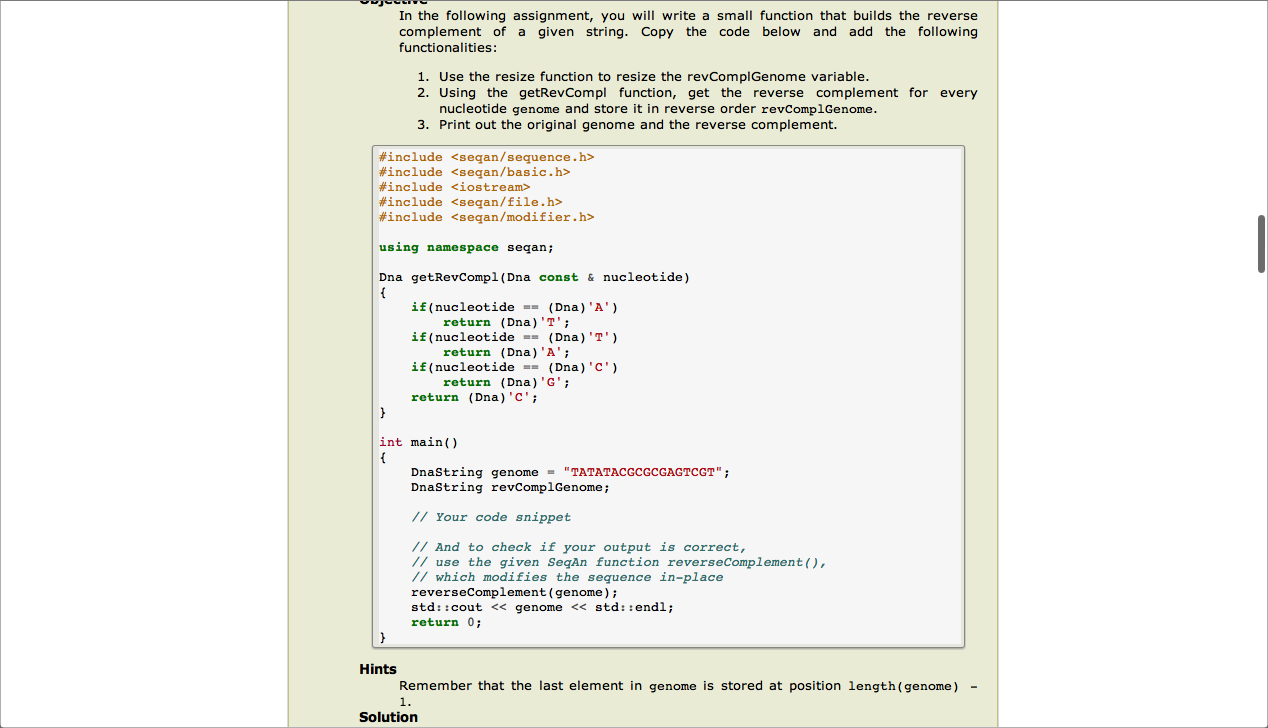 Objective
In the following assignment, you will write a small function that builds the reverse
complement of a given string. Copy the code below and add the following
functionalities:
1. Use the resize function to resize the revComplGenome variable.
2. Using the getRevCompl function, get the reverse complement for every
nucleotide genome and store it in reverse order revComplGenome.
3. Print out the original genome and the reverse complement.
#include <seqan/sequence.h>
#include <seqan/basic.h>
#include <iostream>
#include <seqan/file.h>
#include <seqan/modifier.h>
using namespace seqan;
Dna getRevCompl(Dna const & nucleotide)
{
    if(nucleotide == (Dna)'A')
        return (Dna)'T';
    if(nucleotide == (Dna)'T')
        return (Dna)'A';
    if(nucleotide == (Dna)'C')
        return (Dna)'G';
    return (Dna)'C';
}
int main()
{
    DnaString genome = "TATATACGCGCGAGTCGT";
    DnaString revComplGenome;
    // Your code snippet
    // And to check if your output is correct,
    // use the given SeqAn function reverseComplement(),
    // which modifies the sequence in-place
    reverseComplement(genome);
    std::cout << genome << std::endl;
    return 0;
}
Hints
Remember that the last element in genome is stored at position length(genome) -
1.
Solution